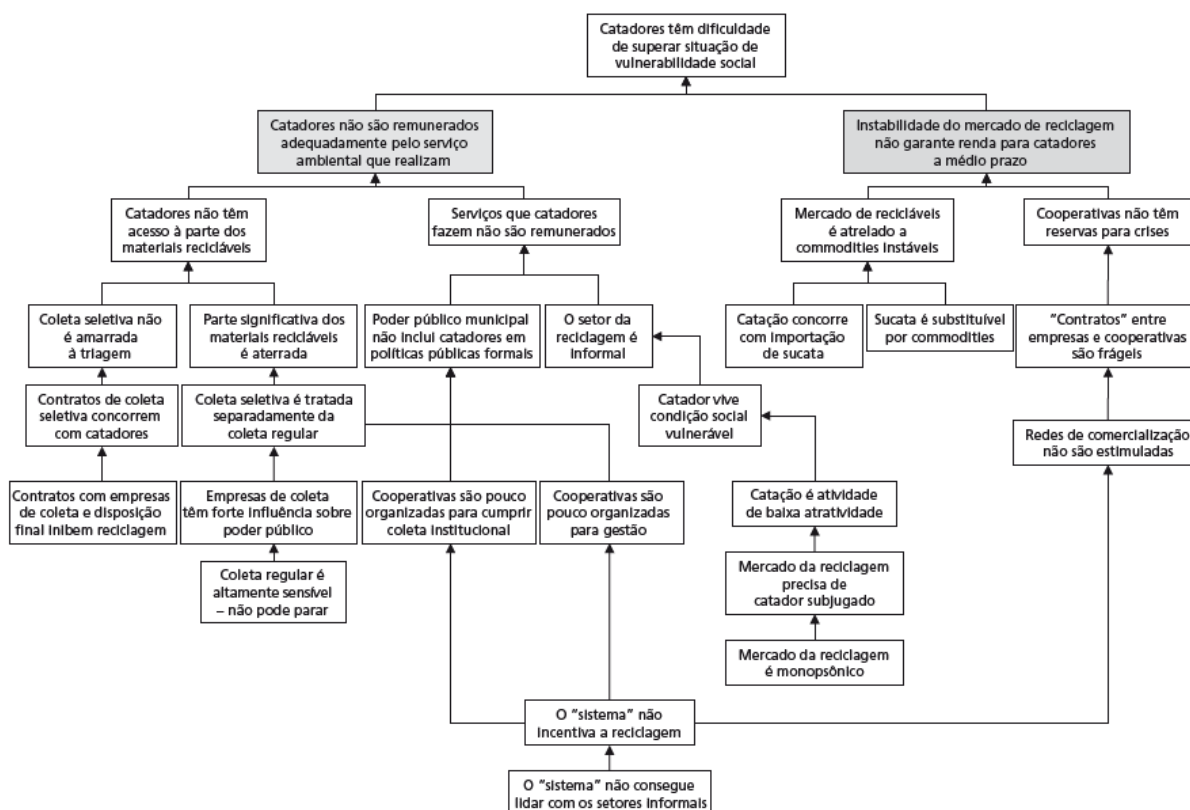 Catadores têm dificuldade
de superar situação de
vulnerabilidade social
Catadores não são remunerados
adequadamente pelo serviço
ambiental que realizam
Instabilidade do mercado de reciclagem
não garante renda para catadores
a médio prazo
Catadores não têm
acesso à parte dos
materiais recicláveis
Serviços que catadores
fazem não são remunerados
Mercado de recicláveis
é atrelado a
commodities instáveis
Cooperativas não têm
reservas para crises
Coleta seletiva não
é amarrada
à triagem
Parte significativa dos
materiais recicláveis
é aterrada
Poder público municipal
não inclui catadores em
políticas públicas formais
O setor da
reciclagem é
informal
Catação concorre
com importação
de sucata
Sucata é substituível
por commodities
"Contratos" entre
empresas e cooperativas
são frágeis
Contratos de coleta
seletiva concorrem
com catadores
Coleta seletiva é tratada
separadamente da
coleta regular
Catador vive
condição social
vulnerável
Redes de comercialização
não são estimuladas
Contratos com empresas
de coleta e disposição
final inibem reciclagem
Empresas de coleta
têm forte influência sobre
poder público
Cooperativas são pouco
organizadas para cumprir
coleta institucional
Cooperativas são
pouco organizadas
para gestão
Catação é atividade
de baixa atratividade
Coleta regular é
altamente sensível
– não pode parar
Mercado da reciclagem
precisa de
catador subjugado
Mercado da reciclagem
é monopsônico
O "sistema" não
incentiva a reciclagem
O "sistema" não consegue
lidar com os setores informais